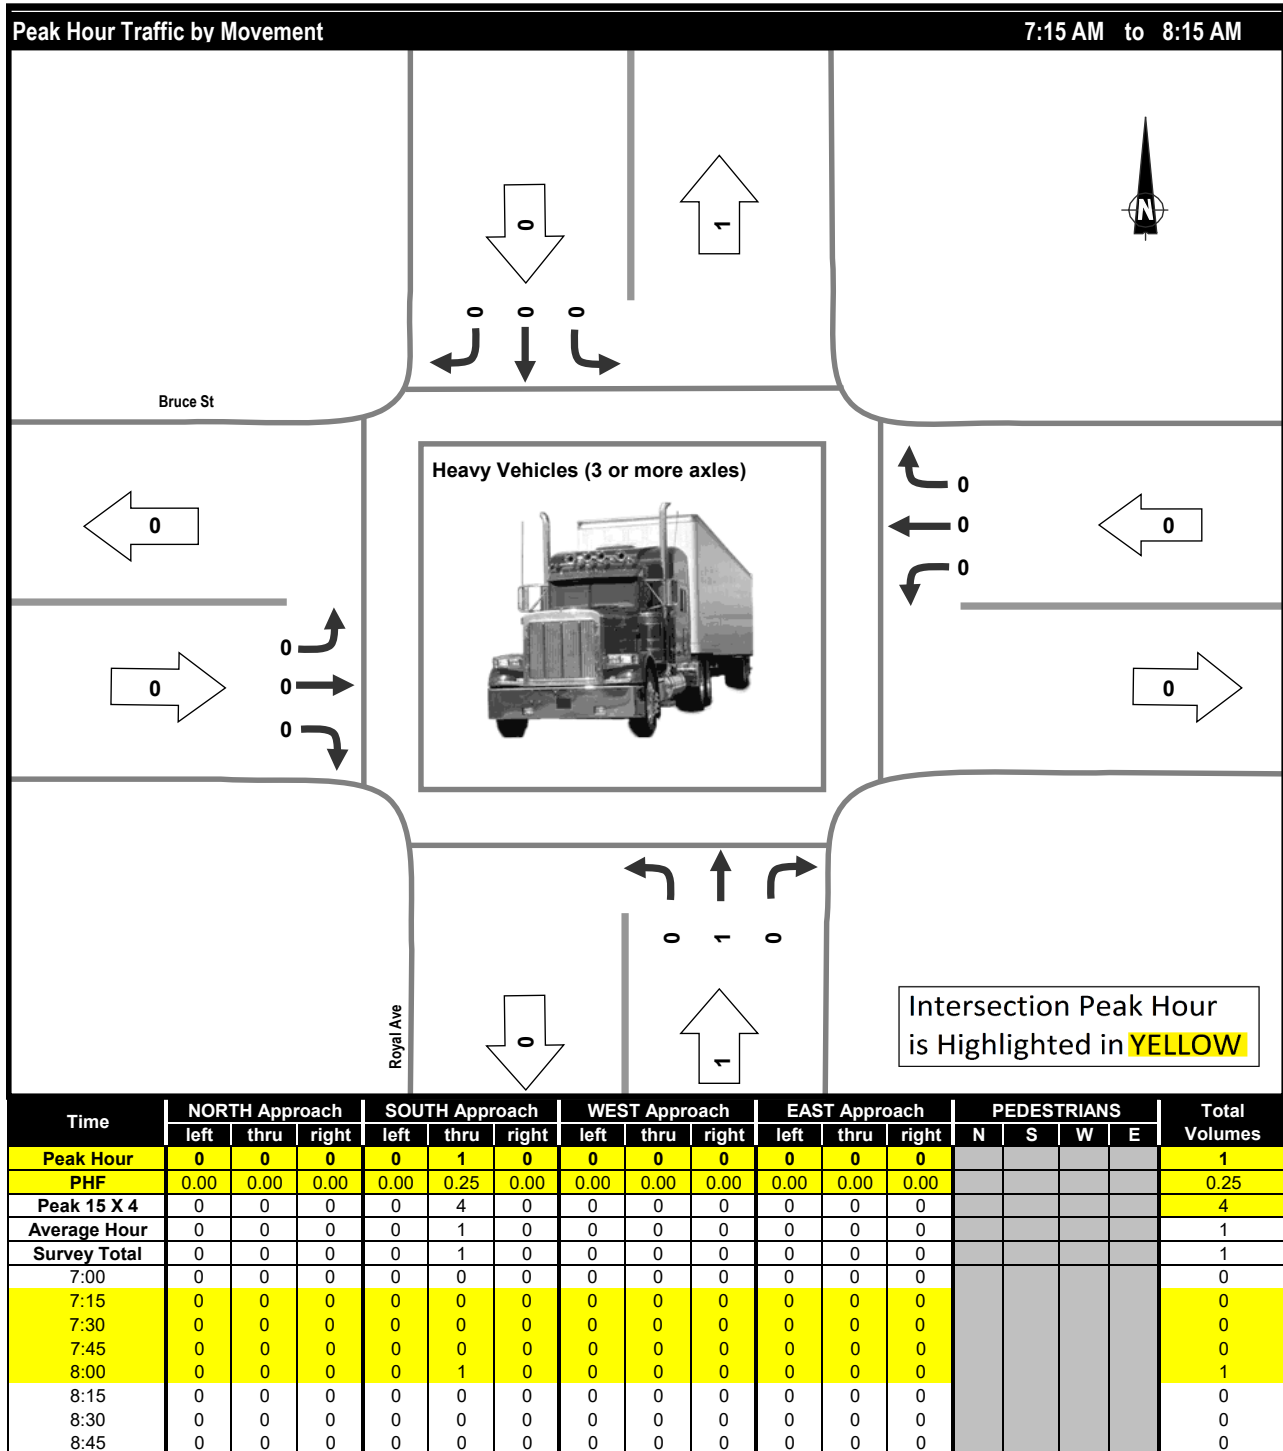 Peak Hour Traffic by Movement 7:15 AM to 8:15 AM
N
0 1
0 0 0
Bruce St
Heavy Vehicles (3 or more axles)
0
0 0
0
0
0
0
0 0
0
0
0 1 0
Royal Ave
0 1
Intersection Peak Hour
is Highlighted in YELLOW
Time NORTH Approach SOUTH Approach WEST Approach EAST Approach PEDESTRIANS Total
left thru right left thru right left thru right left thru right N S W E Volumes
Peak Hour 0 0 0 0 1 0 0 0 0 0 0 0 1
PHF 0.00 0.00 0.00 0.00 0.25 0.00 0.00 0.00 0.00 0.00 0.00 0.00 0.25
Peak 15 X 4 0 0 0 0 4 0 0 0 0 0 0 0 4
Average Hour 0 0 0 0 1 0 0 0 0 0 0 0 1
Survey Total 0 0 0 0 1 0 0 0 0 0 0 0 1
7:00 0 0 0 0 0 0 0 0 0 0 0 0 0
7:15 0 0 0 0 0 0 0 0 0 0 0 0 0
7:30 0 0 0 0 0 0 0 0 0 0 0 0 0
7:45 0 0 0 0 0 0 0 0 0 0 0 0 0
8:00 0 0 0 0 1 0 0 0 0 0 0 0 1
8:15 0 0 0 0 0 0 0 0 0 0 0 0 0
8:30 0 0 0 0 0 0 0 0 0 0 0 0 0
8:45 0 0 0 0 0 0 0 0 0 0 0 0 0